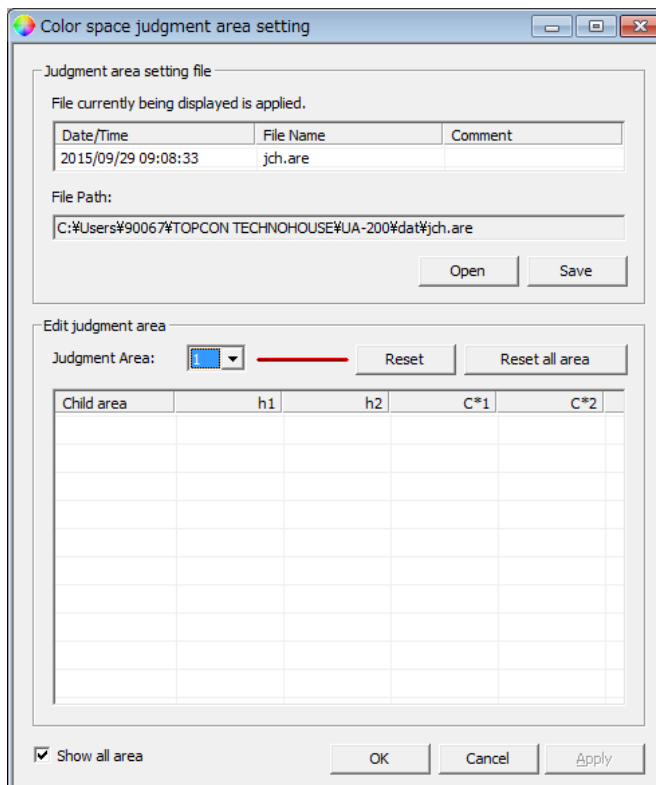 Color space judgment area setting
Judgment area setting file
File currently being displayed is applied.
Date/Time File Name Comment
2015/09/29 09:08:33 jch.are
File Path:
C:¥Users¥90067¥TOPCON TECHNOHOUSE¥UA-200¥dat¥jch.are
Open Save
Edit judgment area
Judgment Area: 1 Reset Reset all area
Child area h1 h2 C*1 C*2
Show all area OK Cancel Apply